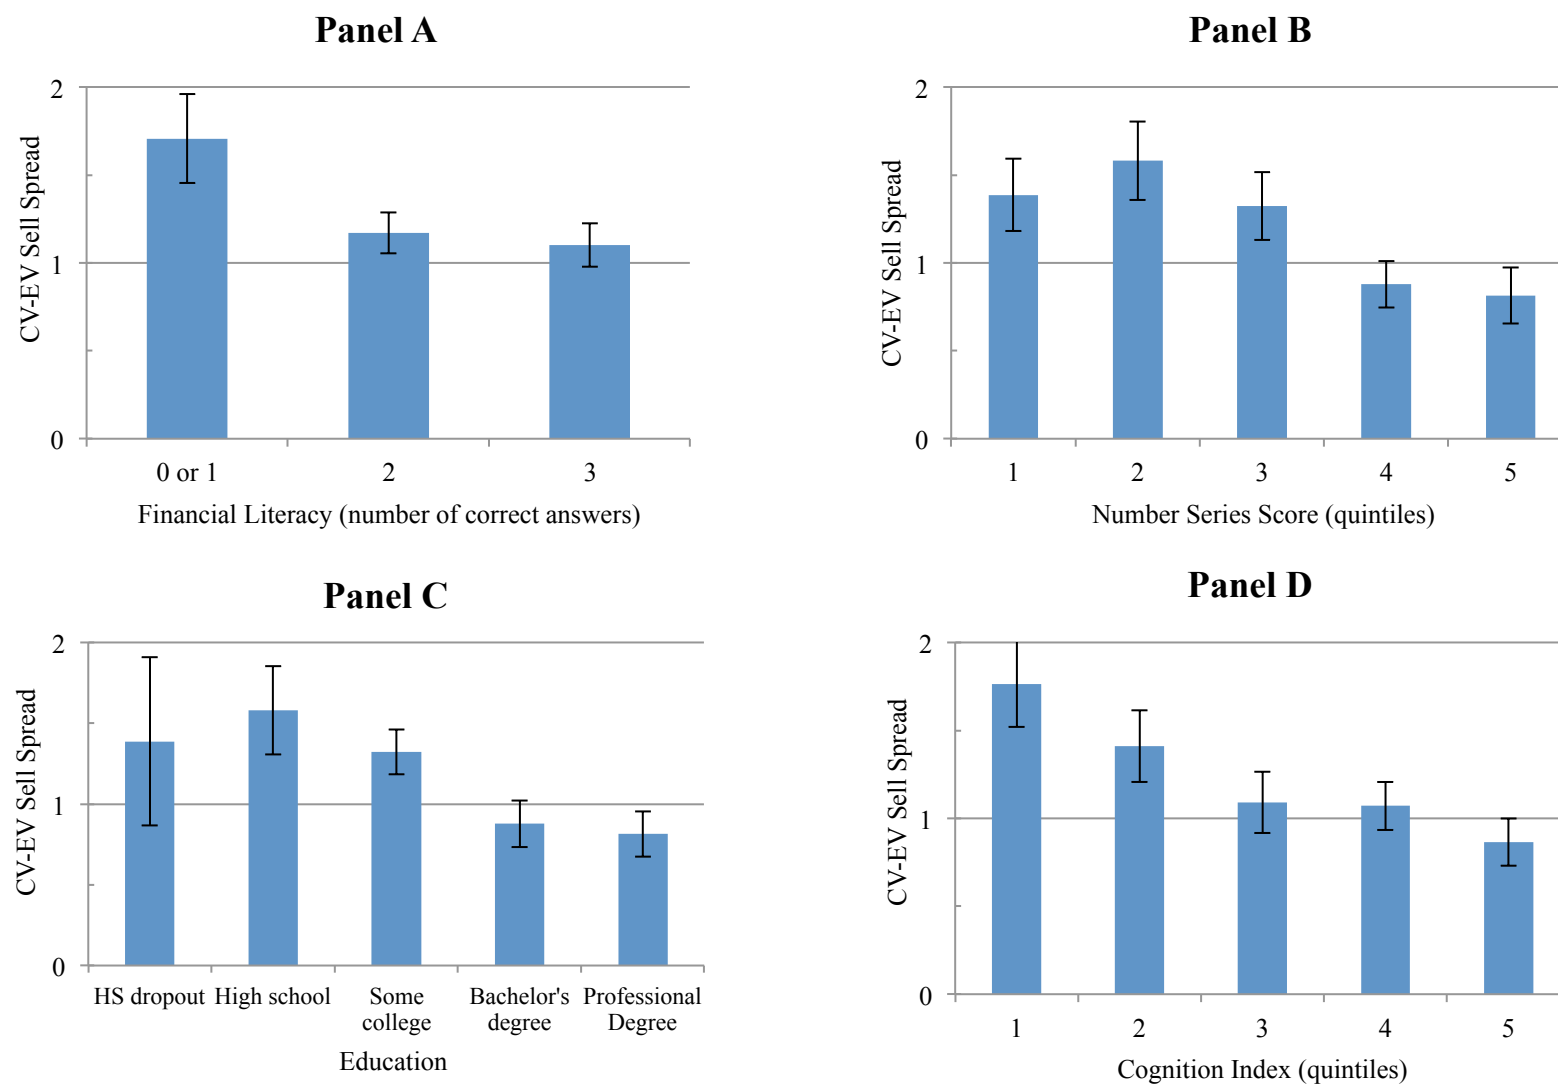 Panel A
2
1
0
CV-EV Sell Spread
0 or 1 2 3
Financial Literacy (number of correct answers)
Panel B
2
1
0
CV-EV Sell Spread
1 2 3 4 5
Number Series Score (quintiles)
Panel C
2
1
0
CV-EV Sell Spread
HS dropout High school Some Bachelor's Professional
college degree Degree
Education
Panel D
2
1
0
CV-EV Sell Spread
1 2 3 4 5
Cognition Index (quintiles)